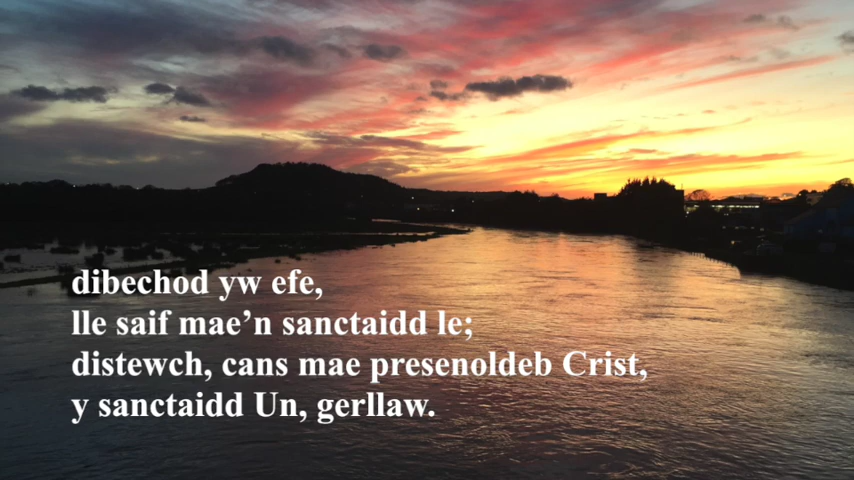 dibechod yw efe,
lle saif mae’n sanctaidd le;
distewch, cans mae presenoldeb Crist,
y sanctaidd Un, gerllaw.